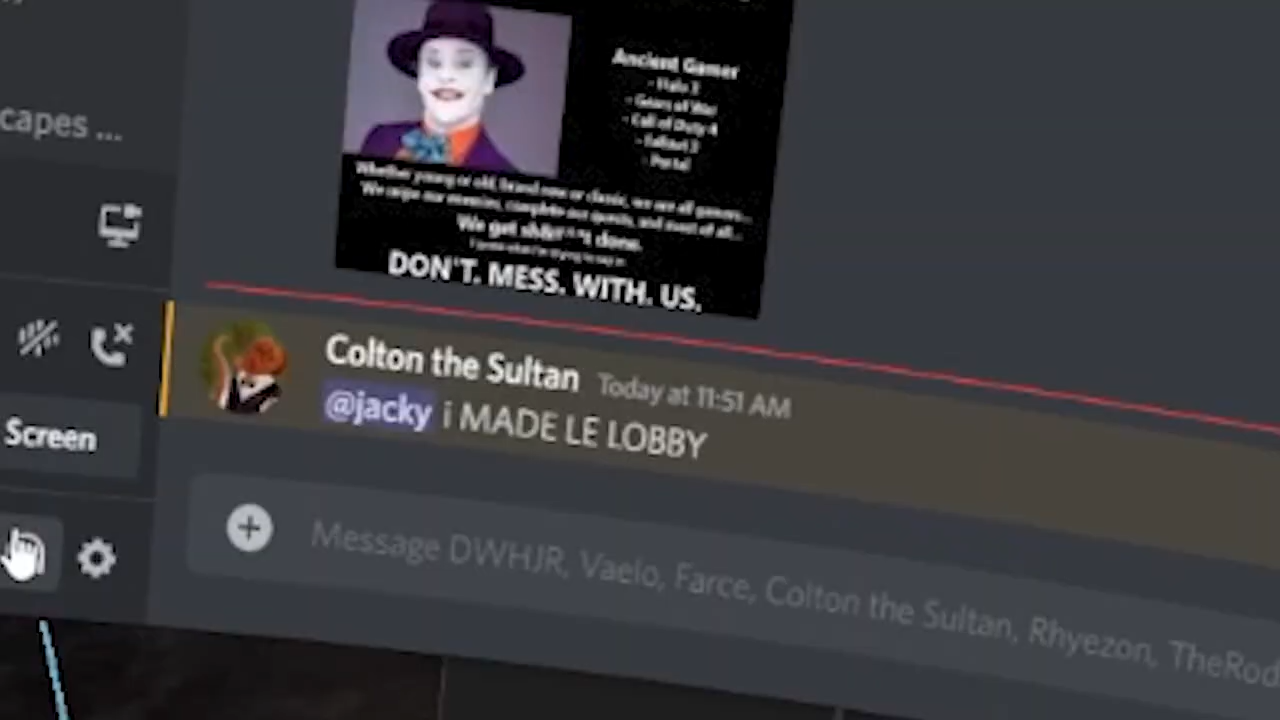 capes ...
Ancient Gamer
- Halo 3
- Gears of War
- Call of Duty 4
- Fallout 3
- Portal
Whether young or old, brand new or classic, we are all gamers...
We our enemies, complete our quests, and most of all...
We get done.
DON'T. MESS. WITH. US.
Colton the Sultan Today at 11:51 AM
@jacky i MADE LE LOBBY
Screen
Message DWHJR, Vaelo, Farce, Colton the Sultan, Rhyezon, TheRod